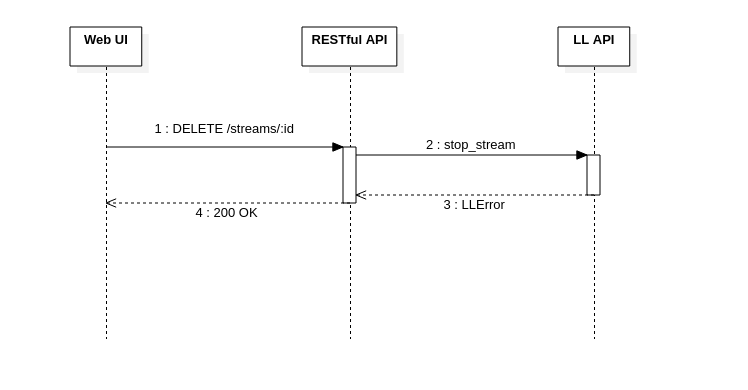 Web UI
RESTful API
LL API
1 : DELETE /streams/:id
2 : stop_stream
3 : LLError
4 : 200 OK